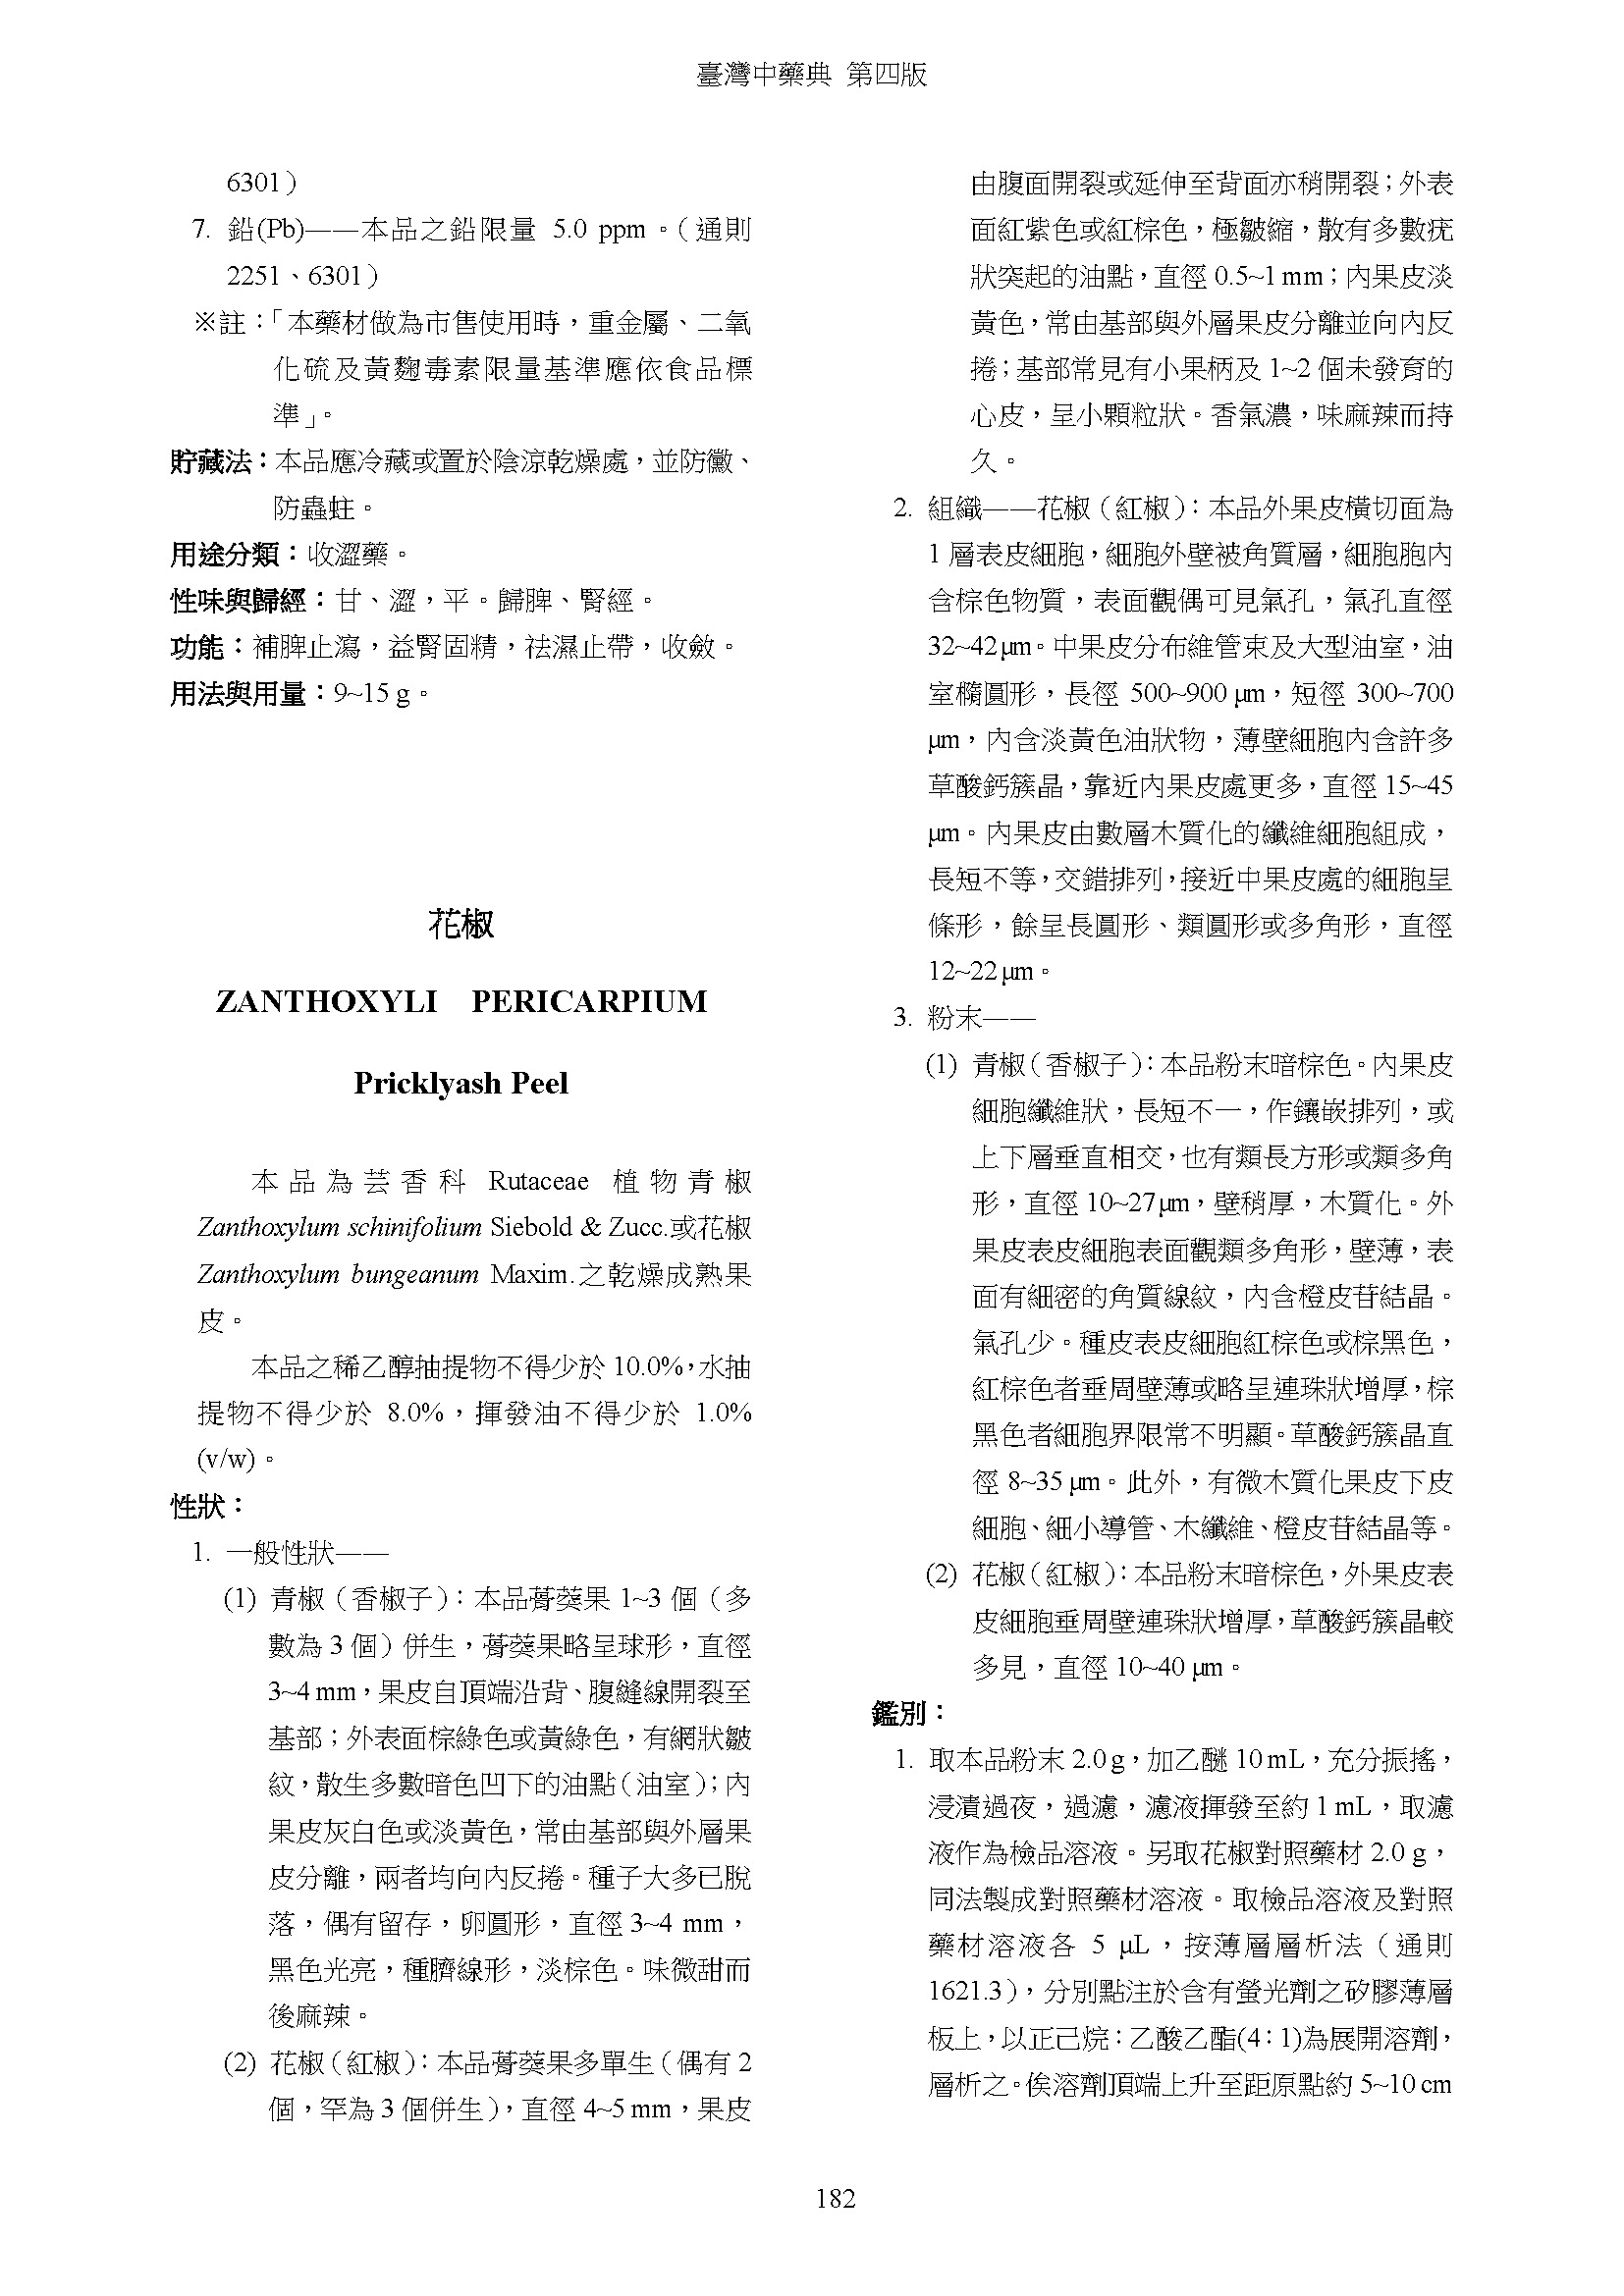 臺灣中藥典 第四版
6301）
7. 鉛(Pb)——本品之鉛限量 5.0 ppm。（通則
2251、6301）
※註：「本藥材做為市售使用時，重金屬、二氧
化硫及黃麴毒素限量基準應依食品標
準」。
貯藏法：本品應冷藏或置於陰涼乾燥處，並防黴、
防蟲蛀。
用途分類：收澀藥。
性味與歸經：甘、澀，平。歸脾、腎經。
功能：補脾止瀉，益腎固精，祛濕止帶，收斂。
用法與用量：9~15 g。
花椒
ZANTHOXYLI PERICARPIUM
Pricklyash Peel
本品為芸香科 Rutaceae 植物青椒
Zanthoxylum schinifolium Siebold & Zucc.或花椒
Zanthoxylum bungeanum Maxim.之乾燥成熟果
皮。
本品之稀乙醇抽提物不得少於 10.0%，水抽
提物不得少於 8.0%，揮發油不得少於 1.0%
(v/w)。
性狀：
1. 一般性狀——
(1) 青椒（香椒子）：本品蓇葖果 1~3 個（多
數為 3 個）併生，蓇葖果略呈球形，直徑
3~4 mm，果皮自頂端沿背、腹縫線開裂至
基部；外表面棕綠色或黃綠色，有網狀皺
紋，散生多數暗色凹下的油點（油室）；內
果皮灰白色或淡黃色，常由基部與外層果
皮分離，兩者均向內反捲。種子大多已脫
落，偶有留存，卵圓形，直徑 3~4 mm，
黑色光亮，種臍線形，淡棕色。味微甜而
後麻辣。
(2) 花椒（紅椒）：本品蓇葖果多單生（偶有 2
個，罕為 3 個併生），直徑 4~5 mm，果皮
由腹面開裂或延伸至背面亦稍開裂；外表
面紅紫色或紅棕色，極皺縮，散有多數疣
狀突起的油點，直徑 0.5~1 mm；內果皮淡
黃色，常由基部與外層果皮分離並向內反
捲；基部常見有小果柄及 1~2 個未發育的
心皮，呈小顆粒狀。香氣濃，味麻辣而持
久。
2. 組織——花椒（紅椒）：本品外果皮橫切面為
1 層表皮細胞，細胞外壁被角質層，細胞胞內
含棕色物質，表面觀偶可見氣孔，氣孔直徑
32~42 μm。中果皮分布維管束及大型油室，油
室橢圓形，長徑 500~900 μm，短徑 300~700
μm，內含淡黃色油狀物，薄壁細胞內含許多
草酸鈣簇晶，靠近內果皮處更多，直徑 15~45
μm。內果皮由數層木質化的纖維細胞組成，
長短不等，交錯排列，接近中果皮處的細胞呈
條形，餘呈長圓形、類圓形或多角形，直徑
12~22 μm。
3. 粉末——
(1) 青椒（香椒子）：本品粉末暗棕色。內果皮
細胞纖維狀，長短不一，作鑲嵌排列，或
上下層垂直相交，也有類長方形或類多角
形，直徑 10~27 μm，壁稍厚，木質化。外
果皮表皮細胞表面觀類多角形，壁薄，表
面有細密的角質線紋，內含橙皮苷結晶。
氣孔少。種皮表皮細胞紅棕色或棕黑色，
紅棕色者垂周壁薄或略呈連珠狀增厚，棕
黑色者細胞界限常不明顯。草酸鈣簇晶直
徑 8~35 μm。此外，有微木質化果皮下皮
細胞、細小導管、木纖維、橙皮苷結晶等。
(2) 花椒（紅椒）：本品粉末暗棕色，外果皮表
皮細胞垂周壁連珠狀增厚，草酸鈣簇晶較
多見，直徑 10~40 μm。
鑑別：
1. 取本品粉末 2.0 g，加乙醚 10 mL，充分振搖，
浸漬過夜，過濾，濾液揮發至約 1 mL，取濾
液作為檢品溶液。另取花椒對照藥材 2.0 g，
同法製成對照藥材溶液。取檢品溶液及對照
藥材溶液各 5 μL，按薄層層析法（通則
1621.3），分別點注於含有螢光劑之矽膠薄層
板上，以正己烷：乙酸乙酯(4：1)為展開溶劑，
層析之。俟溶劑頂端上升至距原點約 5~10 cm
182